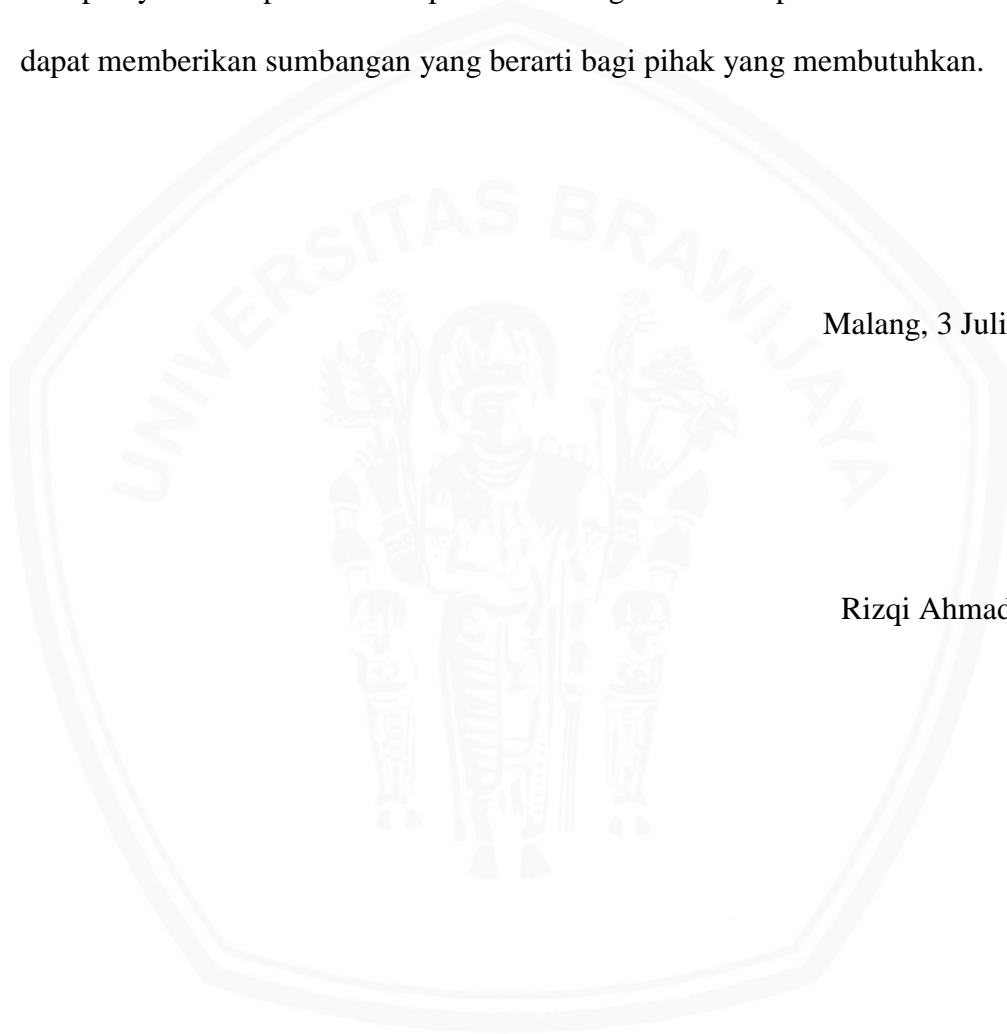 dapat memberikan sumbangan yang berarti bagi pihak yang membutuhkan.
UNIVERSITAS BRAWIJAYA
Malang, 3 Juli
Rizqi Ahmad